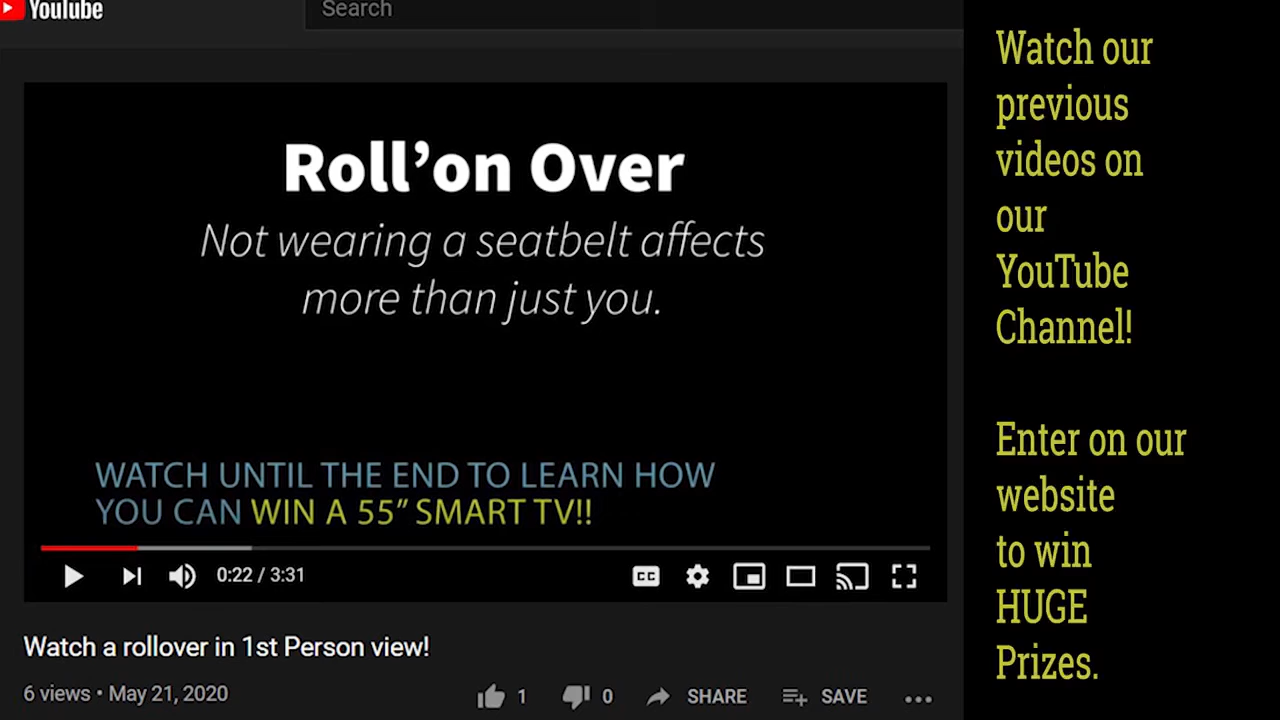 YouTube
Search
Roll’on Over
Not wearing a seatbelt affects
more than just you.
WATCH UNTIL THE END TO LEARN HOW
YOU CAN WIN A 55” SMART TV!!
CC
0:22 / 3:31
Watch a rollover in 1st Person view!
6 views • May 21, 2020
1
0
SHARE
SAVE
Watch our
previous
videos on
our
YouTube
Channel!
Enter on our
website
to win
HUGE
Prizes.